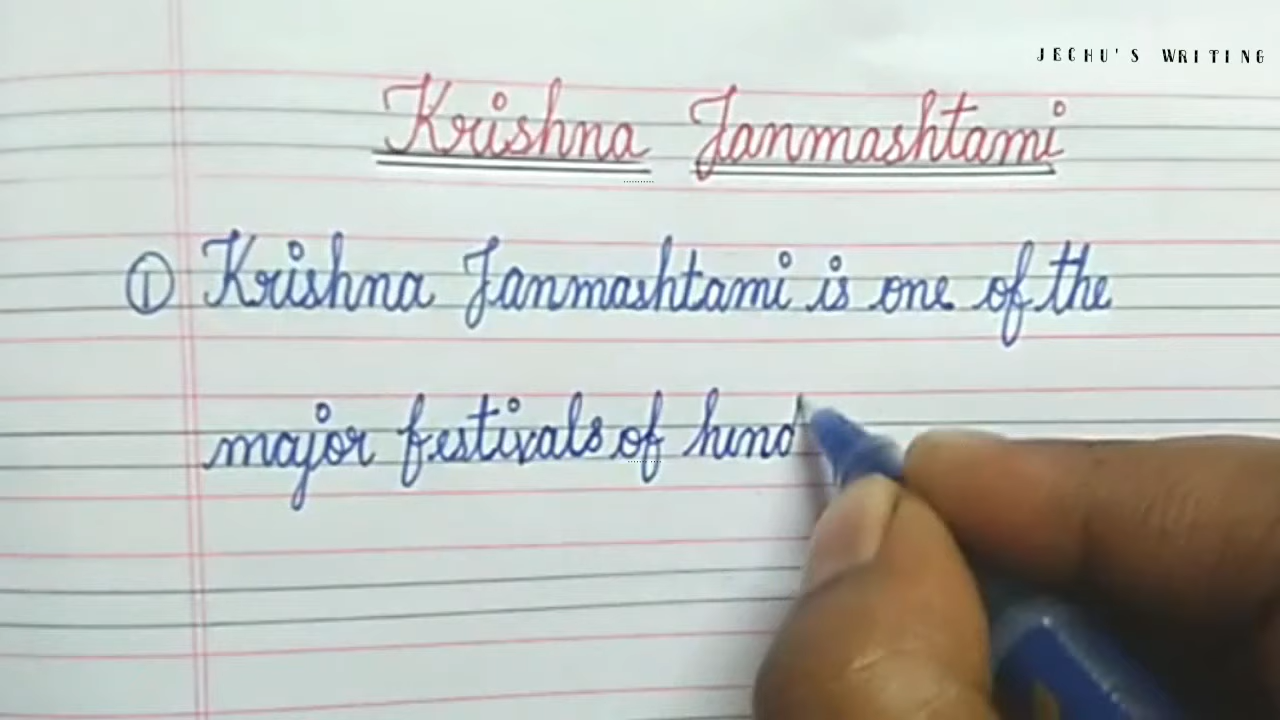 JECHU'S WRITING
Krishna Janmashtami
① Krishna Janmashtami is one of the
major festivals of hind